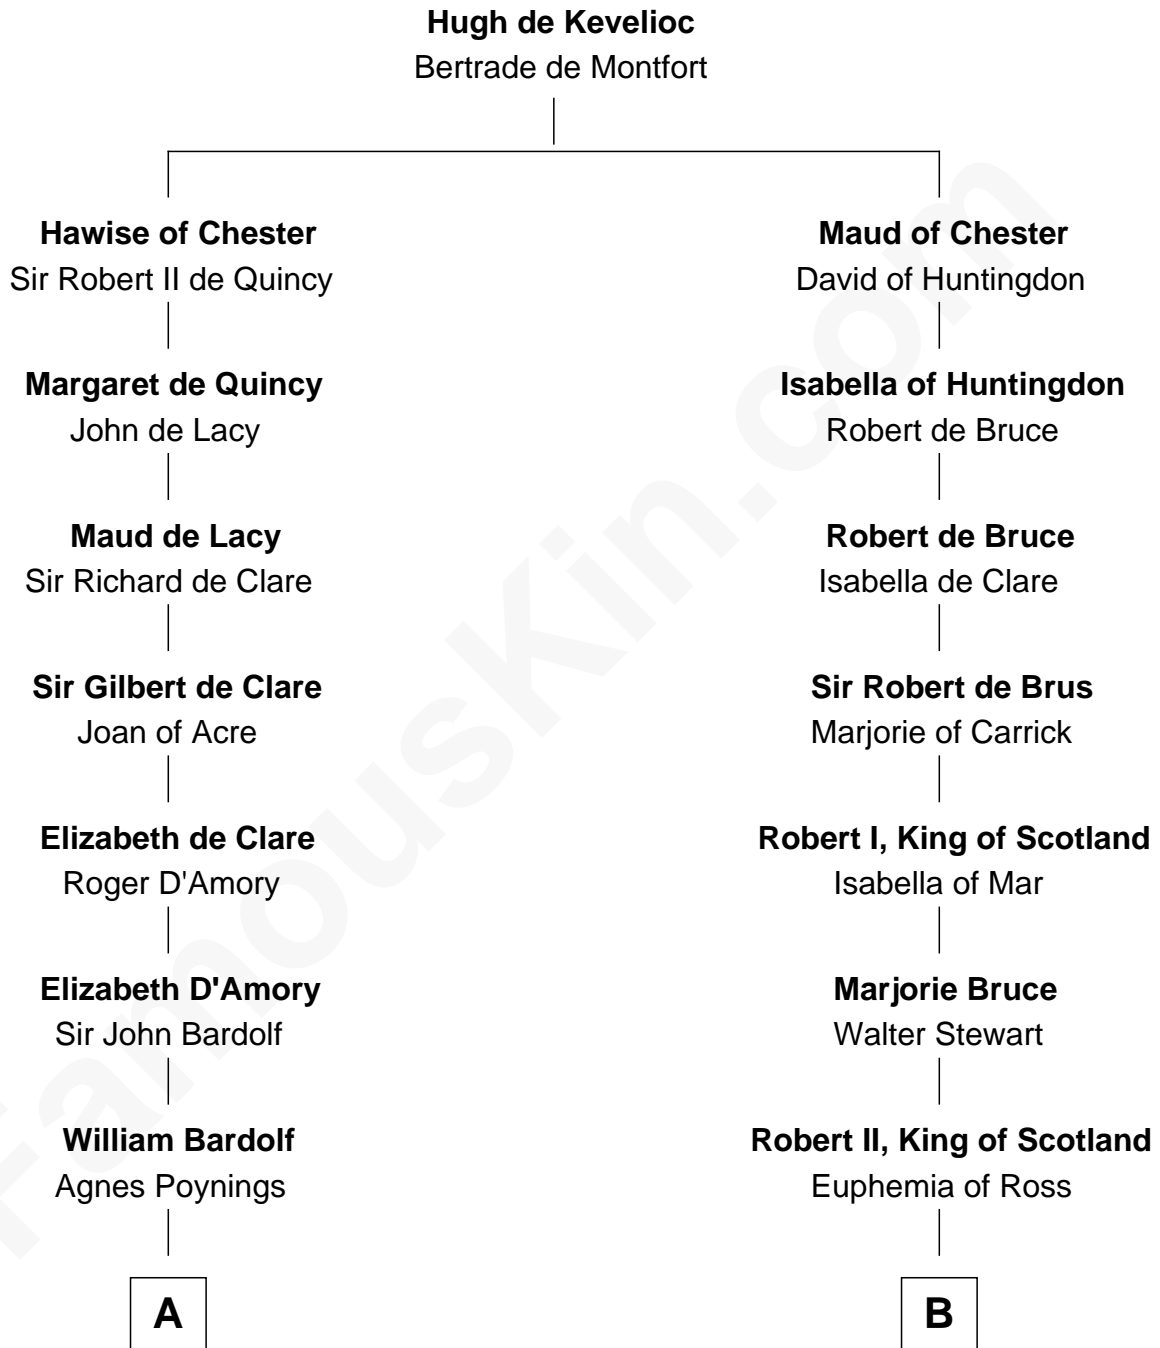 Hugh de Kevelioc
Bertrade de Montfort
Hawise of Chester
Sir Robert II de Quincy
Maud of Chester
David of Huntingdon
Margaret de Quincy
John de Lacy
Isabella of Huntingdon
Robert de Bruce
Maud de Lacy
Sir Richard de Clare
Robert de Bruce
Isabella de Clare
Sir Gilbert de Clare
Joan of Acre
Sir Robert de Brus
Marjorie of Carrick
Elizabeth de Clare
Roger D'Amory
Robert I, King of Scotland
Isabella of Mar
Elizabeth D'Amory
Sir John Bardolf
Marjorie Bruce
Walter Stewart
William Bardolf
Agnes Poynings
Robert II, King of Scotland
Euphemia of Ross
A
B
FamousKin.com